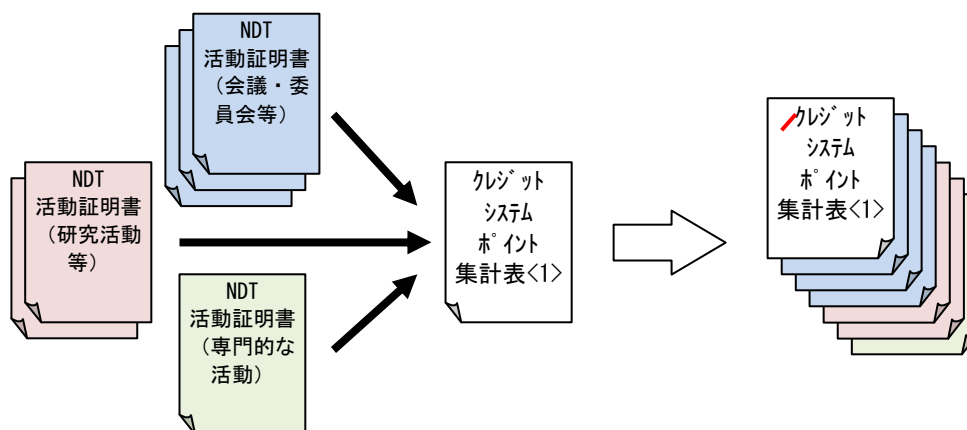 NDT
活動証明書
（会議・委
員会等）
NDT
活動証明書
（研究活動
等）
NDT
活動証明書
（専門的な
活動）
ｸﾚｼﾞｯﾄ
ｼｽﾃﾑ
ﾎﾟｲﾝﾄ
集計表<1>
ｸﾚｼﾞｯﾄ
ｼｽﾃﾑ
ﾎﾟｲﾝﾄ
集計表<1>